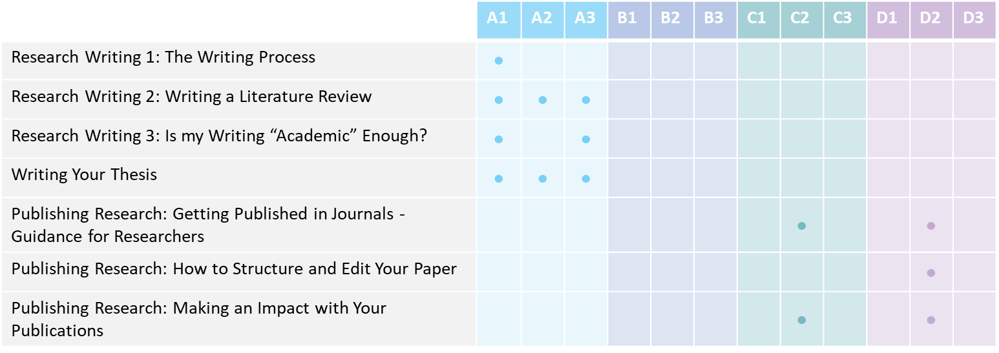 A1 A2 A3 B1 B2 B3 C1 C2 C3 D1 D2 D3
Research Writing 1: The Writing Process
Research Writing 2: Writing a Literature Review
Research Writing 3: Is my Writing “Academic” Enough?
Writing Your Thesis
Publishing Research: Getting Published in Journals -
Guidance for Researchers
Publishing Research: How to Structure and Edit Your Paper
Publishing Research: Making an Impact with Your
Publications